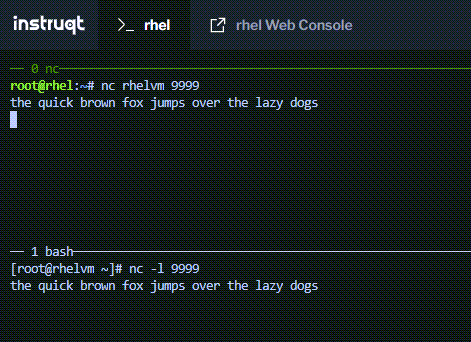 instruqt
>_ rhel
rhel Web Console
— 0 nc
root@rhel:~# nc rhelvm 9999
the quick brown fox jumps over the lazy dogs
— 1 bash
[root@rhelvm ~]# nc -l 9999
the quick brown fox jumps over the lazy dogs